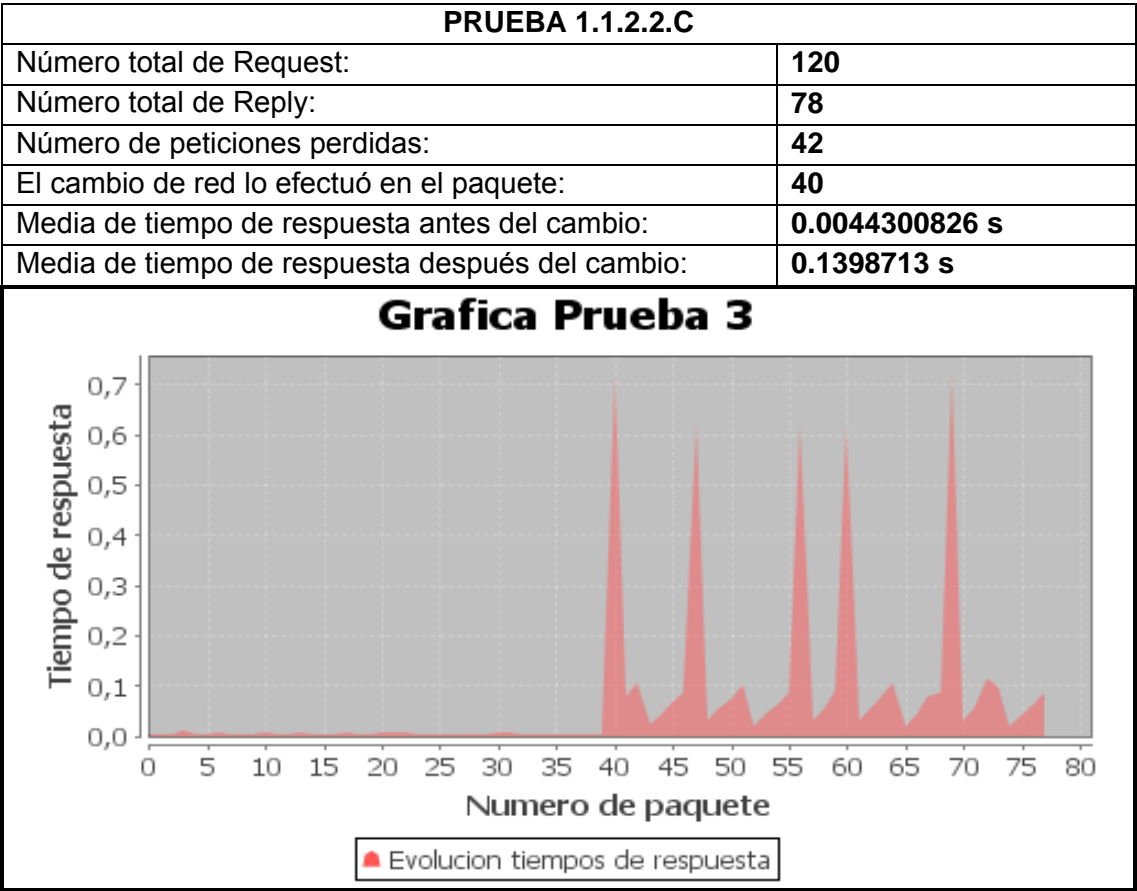 PRUEBA 1.1.2.2.C
Número total de Request: 120
Número total de Reply: 78
Número de peticiones perdidas: 42
El cambio de red lo efectuó en el paquete: 40
Media de tiempo de respuesta antes del cambio: 0.0044300826 s
Media de tiempo de respuesta después del cambio: 0.1398713 s
Grafica Prueba 3
Tiempo de respuesta
0,7
0,6
0,5
0,4
0,3
0,2
0,1
0,0
0 5 10 15 20 25 30 35 40 45 50 55 60 65 70 75 80
Numero de paquete
Evolucion tiempos de respuesta